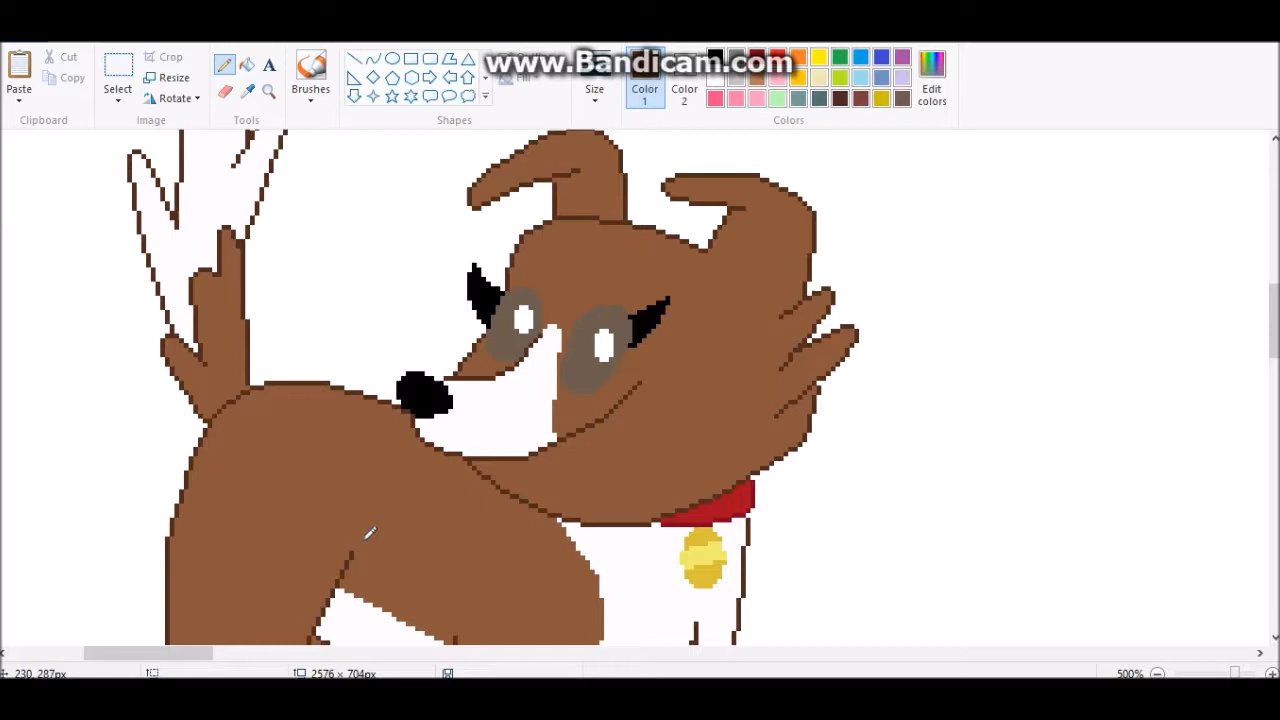 www.Bandicam.com
Cut
Copy
Paste
Clipboard
Select
Crop
Resize
Rotate
Image
A
Tools
Brushes
Shapes
Fill
Size
Color
1
Color
2
Edit
colors
Colors
230, 287px
2576 × 704px
500%